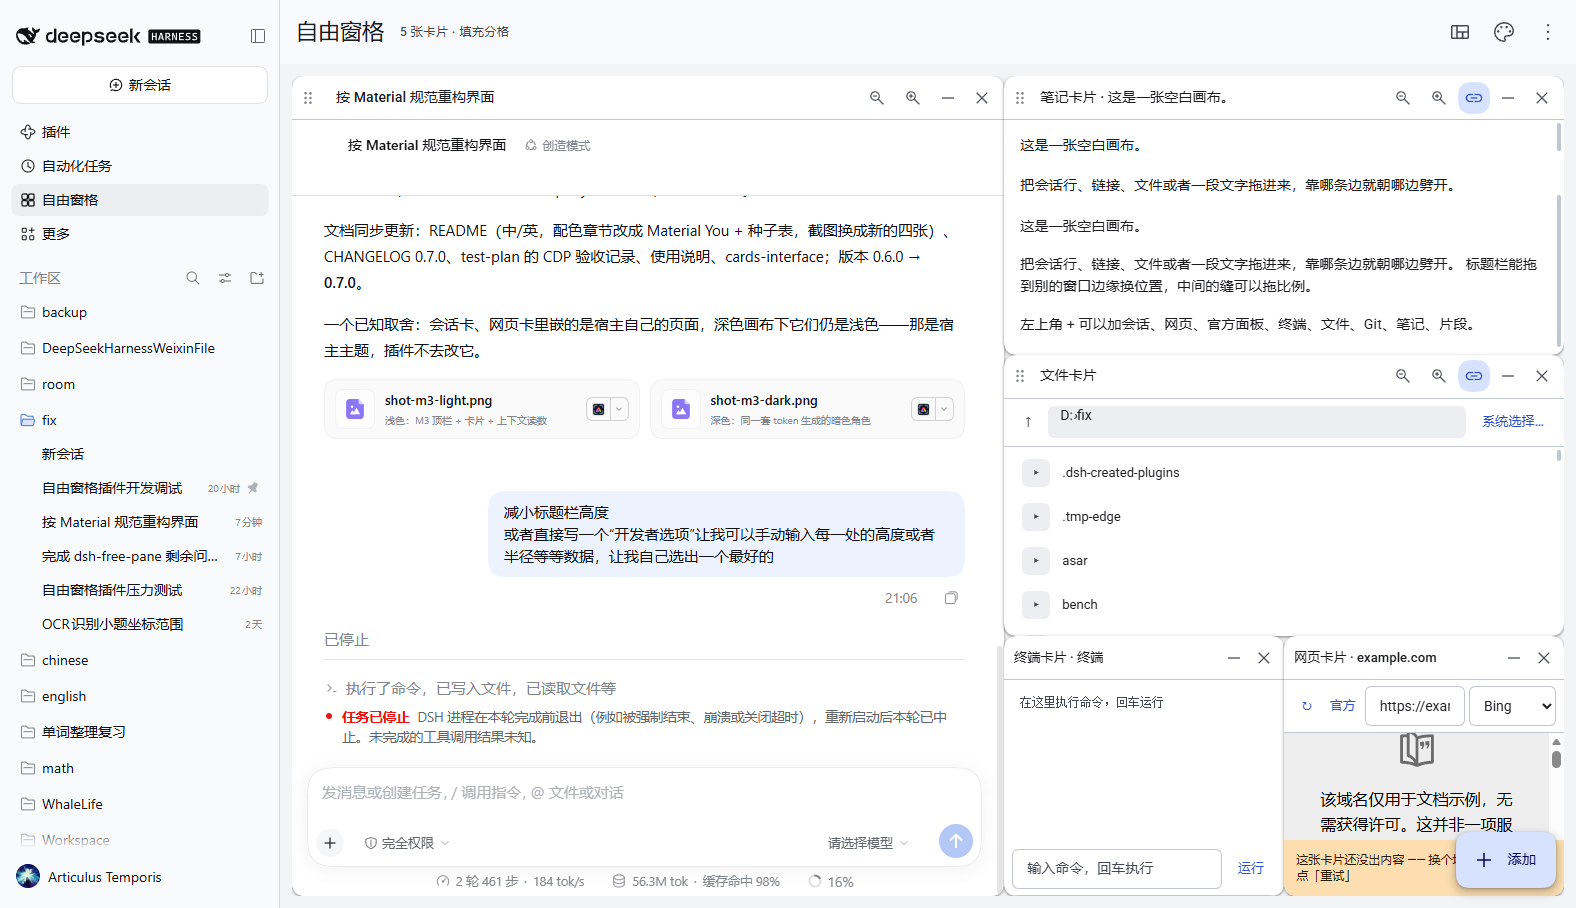 deepseek HARNESS
新会话
插件
自动化任务
自由窗格
更多
工作区
backup
DeepSeekHarnessWeixinFile
room
fix
新会话
自由窗格插件开发调试 20小时
按 Material 规范重构界面 7分钟
完成 dsh-free-pane 剩余问... 7小时
自由窗格插件压力测试 22小时
OCR识别小题坐标范围 2天
chinese
english
单词整理复习
math
WhaleLife
Workspace
Articulus Temporis
自由窗格 5 张卡片 · 填充分格
按 Material 规范重构界面
按 Material 规范重构界面 创造模式
文档同步更新：README（中/英，配色章节改成 Material You + 种子表，截图换成新的四张）、
CHANGELOG 0.7.0、test-plan 的 CDP 验收记录、使用说明、cards-interface；版本 0.6.0 →
0.7.0。
一个已知取舍：会话卡、网页卡里嵌的是宿主自己的页面，深色画布下它们仍是浅色——那是宿
主主题，插件不去改它。
shot-m3-light.png
浅色：M3 顶栏 + 卡片 + 上下文读数
shot-m3-dark.png
深色：同一套 token 生成的暗色角色
减小标题栏高度
或者直接写一个“开发者选项”让我可以手动输入每一处的高度或者
半径等等数据，让我自己选出一个最好的
21:06
已停止
执行了命令，已写入文件，已读取文件等
任务已停止 DSH 进程在本轮完成前退出（例如被强制结束、崩溃或关闭超时），重新启动后本轮已中
止。未完成的工具调用结果未知。
发消息或创建任务，/ 调用指令，@ 文件或对话
完全权限
请选择模型
2 轮 461 步 · 184 tok/s 56.3M tok · 缓存命中 98% 16%
笔记卡片 · 这是一张空白画布。
这是一张空白画布。
把会话行、链接、文件或者一段文字拖进来，靠哪条边就朝哪边劈开。
这是一张空白画布。
把会话行、链接、文件或者一段文字拖进来，靠哪条边就朝哪边劈开。 标题栏能拖
到别的窗口边缘换位置，中间的缝可以拖比例。
左上角 + 可以加会话、网页、官方面板、终端、文件、Git、笔记、片段。
文件卡片
D:\fix
系统选择...
.dsh-created-plugins
.tmp-edge
asar
bench
终端卡片 · 终端
在这里执行命令，回车运行
输入命令，回车执行
运行
网页卡片 · example.com
官方
https://exar
Bing
该域名仅用于文档示例，无
需获得许可。这并非一项服
这张卡片还没出内容 —— 换个
点「重试」
添加